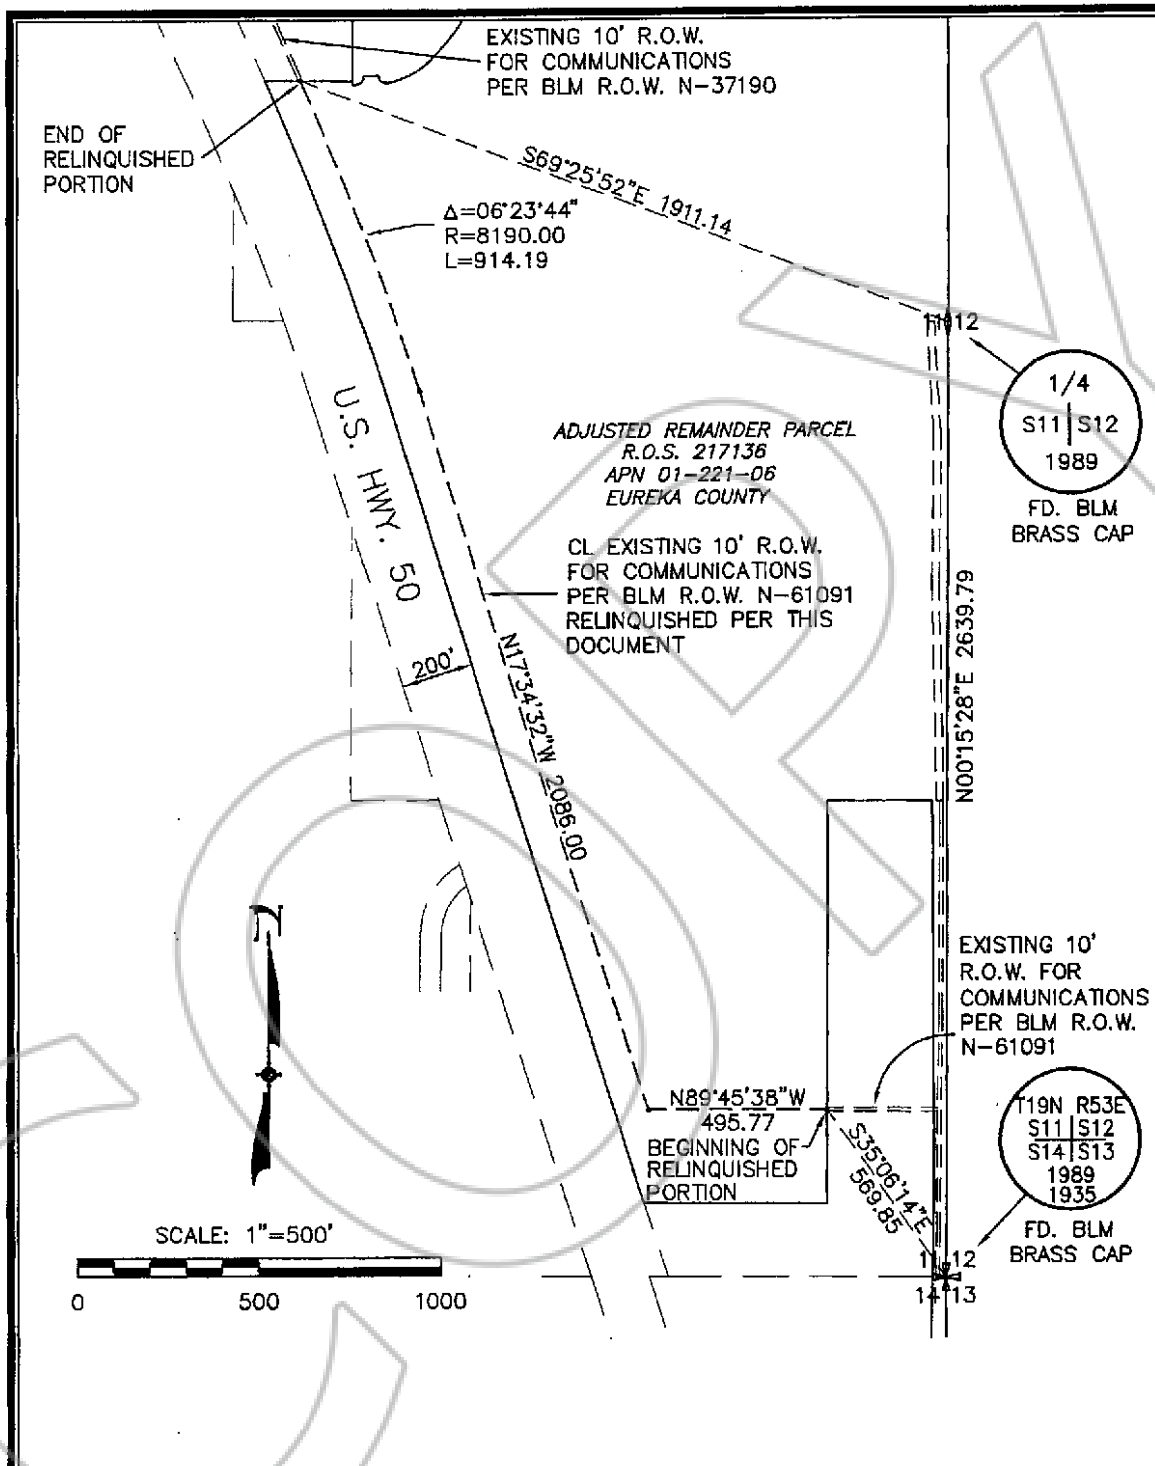 EXISTING 10' R.O.W.
FOR COMMUNICATIONS
PER BLM R.O.W. N-37190
END OF
RELINQUISHED
PORTION
S69°25'52"E 1911.14
Δ=06°23'44"
R=8190.00
L=914.19
11 12
1/4
S11 S12
1989
FD. BLM
BRASS CAP
U.S. HWY. 50
ADJUSTED REMAINDER PARCEL
R.O.S. 217136
APN 01-221-06
EUREKA COUNTY
CL EXISTING 10' R.O.W.
FOR COMMUNICATIONS
PER BLM R.O.W. N-61091
RELINQUISHED PER THIS
DOCUMENT
200'
N17°34'32"W 2086.00
N00°15'28"E 2639.79
N
EXISTING 10'
R.O.W. FOR
COMMUNICATIONS
PER BLM R.O.W.
N-61091
N89°45'38"W
495.77
BEGINNING OF
RELINQUISHED
PORTION
S35°06'14"E
569.85
T19N R53E
S11 S12
S14 S13
1989
1935
FD. BLM
BRASS CAP
11 12
14 13
SCALE: 1"=500'
0 500 1000
COPY